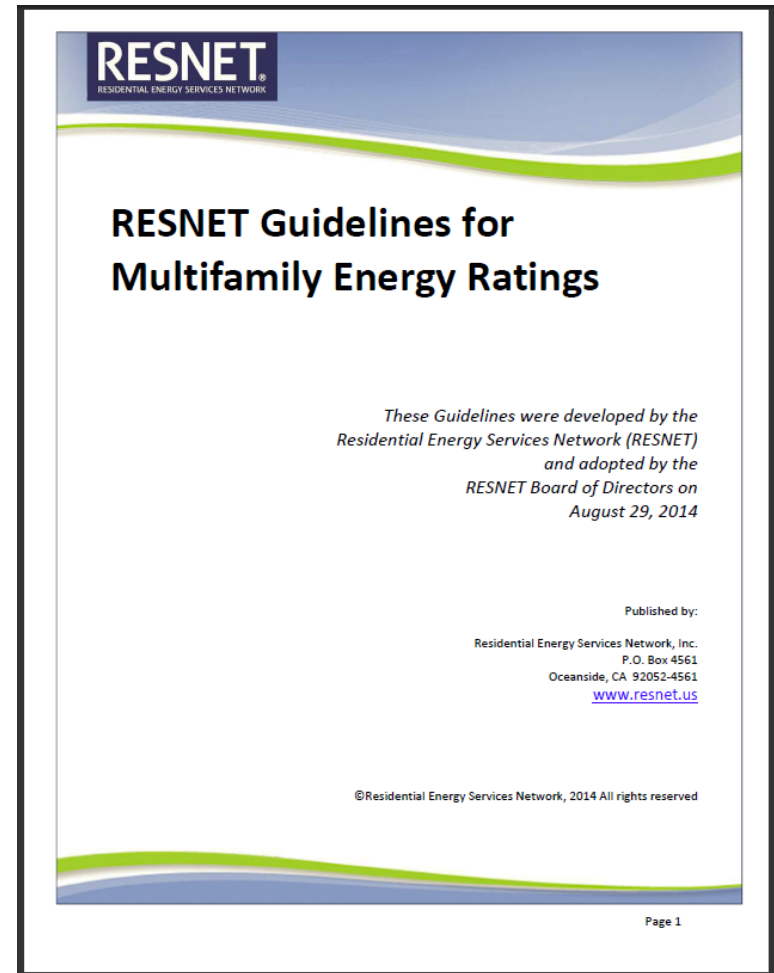 RESNET®
RESIDENTIAL ENERGY SERVICES NETWORK
RESNET Guidelines for
Multifamily Energy Ratings
These Guidelines were developed by the
Residential Energy Services Network (RESNET)
and adopted by the
RESNET Board of Directors on
August 29, 2014
Published by:
Residential Energy Services Network, Inc.
P.O. Box 4561
Oceanside, CA 92052-4561
www.resnet.us
©Residential Energy Services Network, 2014 All rights reserved
Page 1